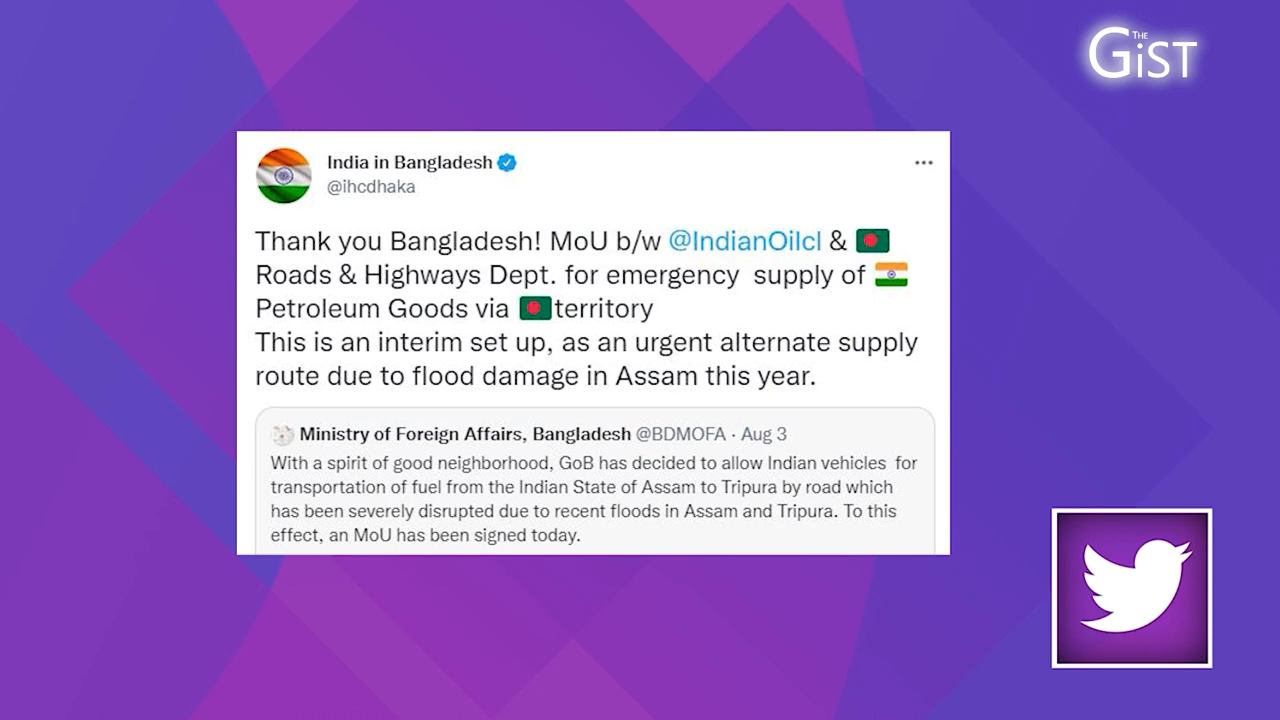 THE
GiST
India in Bangladesh
@ihcdhaka
Thank you Bangladesh! MoU b/w @IndianOilcl & 🇧🇩
Roads & Highways Dept. for emergency supply of 🇮🇳
Petroleum Goods via 🇧🇩 territory
This is an interim set up, as an urgent alternate supply
route due to flood damage in Assam this year.
Ministry of Foreign Affairs, Bangladesh @BDMOFA · Aug 3
With a spirit of good neighborhood, GoB has decided to allow Indian vehicles for
transportation of fuel from the Indian State of Assam to Tripura by road which
has been severely disrupted due to recent floods in Assam and Tripura. To this
effect, an MoU has been signed today.